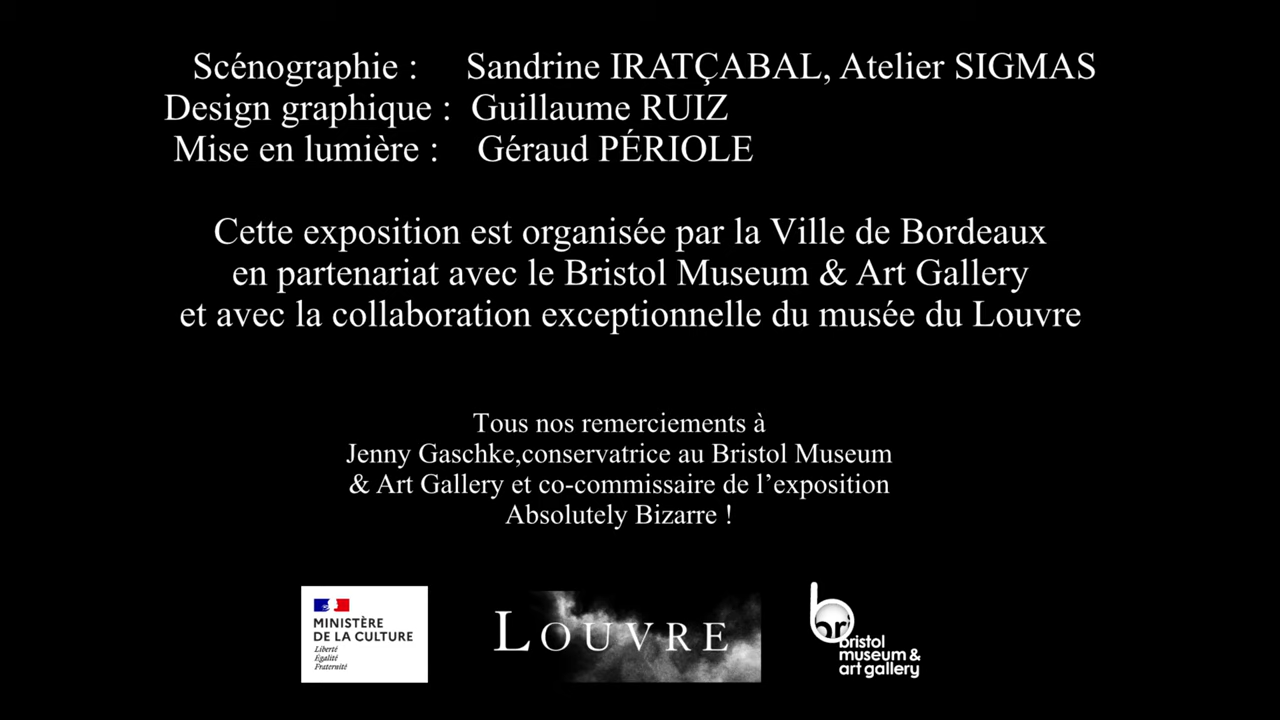 Scénographie : Sandrine IRATÇABAL, Atelier SIGMAS
Design graphique : Guillaume RUIZ
Mise en lumière : Géraud PÉRIOLE
Cette exposition est organisée par la Ville de Bordeaux
en partenariat avec le Bristol Museum & Art Gallery
et avec la collaboration exceptionnelle du musée du Louvre
Tous nos remerciements à
Jenny Gaschke,conservatrice au Bristol Museum
& Art Gallery et co-commissaire de l’exposition
Absolutely Bizarre !
MINISTÈRE
DE LA CULTURE
Liberté
Égalité
Fraternité
LOUVRE
bristol
museum &
art gallery